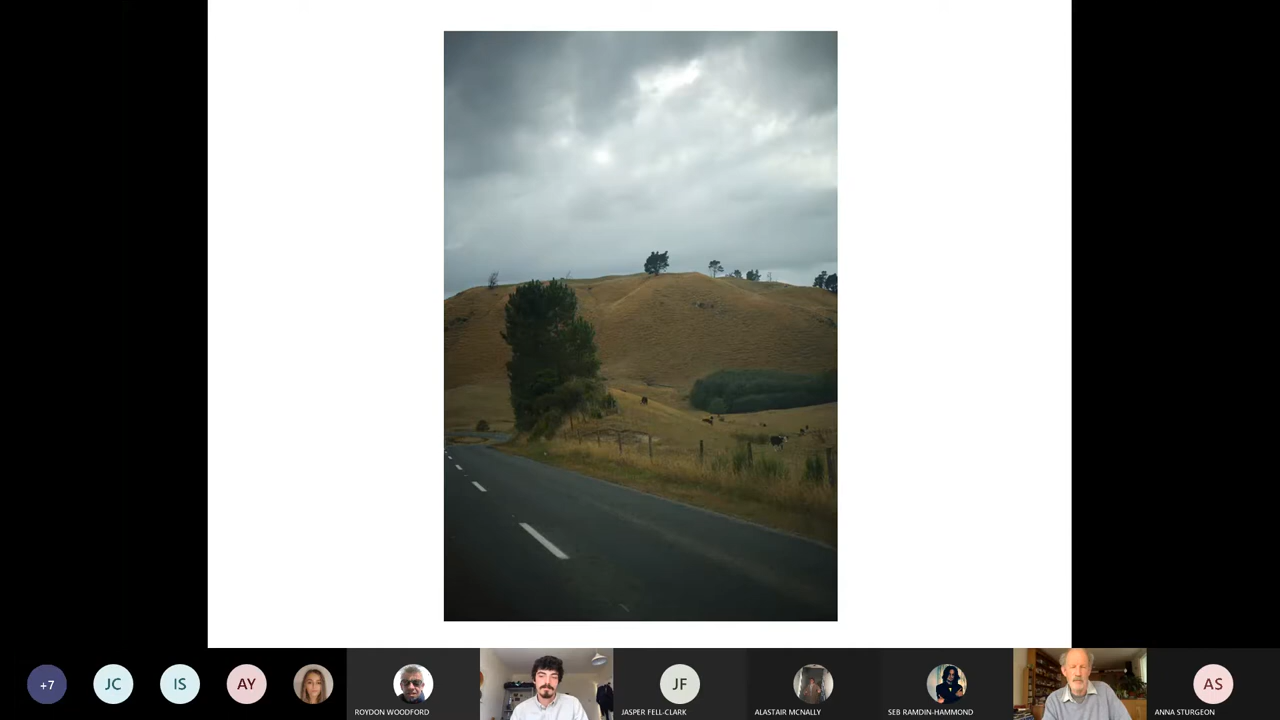 +7
JC
IS
AY
ROYDON WOODFORD
JF
JASPER FELL-CLARK
ALASTAIR MCNALLY
SEB RAMDIN-HAMMOND
AS
ANNA STURGEON